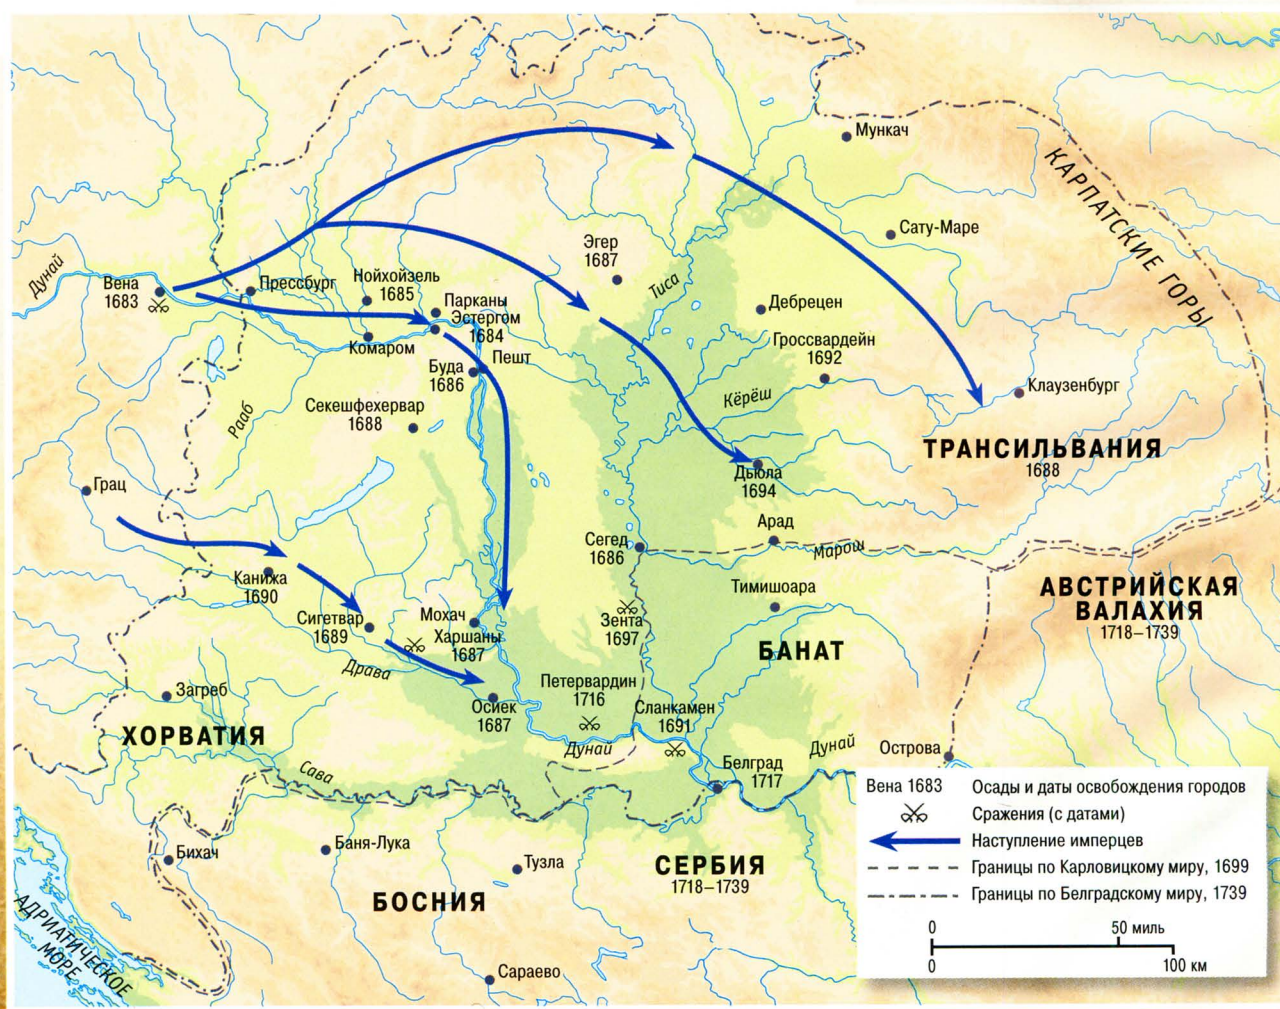 Мункач
КАРПАТСКИЕ ГОРЫ
Сату-Маре
Эгер
1687
Тиса
Дунай
Вена
1683
Прессбург
Нойхойзель
1685
Парканы
Эстергом
1684
Дебрецен
Комаром
Пешт
Буда
1686
Гроссвардейн
1692
Клаузенбург
Кёрёш
Рааб
Секешфехервар
1688
ТРАНСИЛЬВАНИЯ
1688
Дьюла
1694
Грац
Арад
Марош
Сегед
1686
Канижа
1690
Тимишоара
АВСТРИЙСКАЯ
ВАЛАХИЯ
1718–1739
Сигетвар
1689
Мохач
Харшаны
1687
Зента
1697
БАНАТ
Драва
Загреб
Осиек
1687
Петервардин
1716
Сланкамен
1691
ХОРВАТИЯ
Дунай
Дунай
Острова
Сава
Белград
1717
Бихач
Баня-Лука
Тузла
СЕРБИЯ
1718–1739
БОСНИЯ
АДРИАТИЧЕСКОЕ
МОРЕ
Сараево
Вена 1683 Осады и даты освобождения городов
Сражения (с датами)
Наступление имперцев
Границы по Карловицкому миру, 1699
Границы по Белградскому миру, 1739
0 50 миль
0 100 км